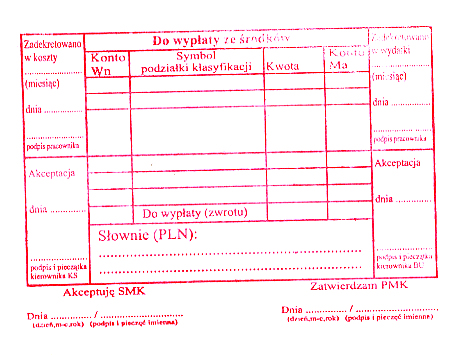 Do wypłaty ze środków
Zadekretowano
w koszty
....................
(miesiąc)
dnia ..............
....................
podpis pracownika
Konto
Wn
Symbol
podziałki klasyfikacji
Kwota
Konto
Ma
Zadekretowano
w wydatki
....................
(miesiąc)
dnia ..............
....................
podpis pracownika
Akceptacja
dnia ..............
....................
podpis i pieczątka
kierownika KS
Do wypłaty (zwrotu)
Słownie (PLN):
............................................................
............................................................
Akceptacja
dnia ..............
....................
podpis i pieczątka
kierownika BU
Akceptuję SMK
Dnia .............. / ............................
(dzień,m-c,rok) (podpis i pieczęć imienna)
Zatwierdzam PMK
Dnia .............. / ............................
(dzień,m-c,rok) (podpis i pieczęć imienna)